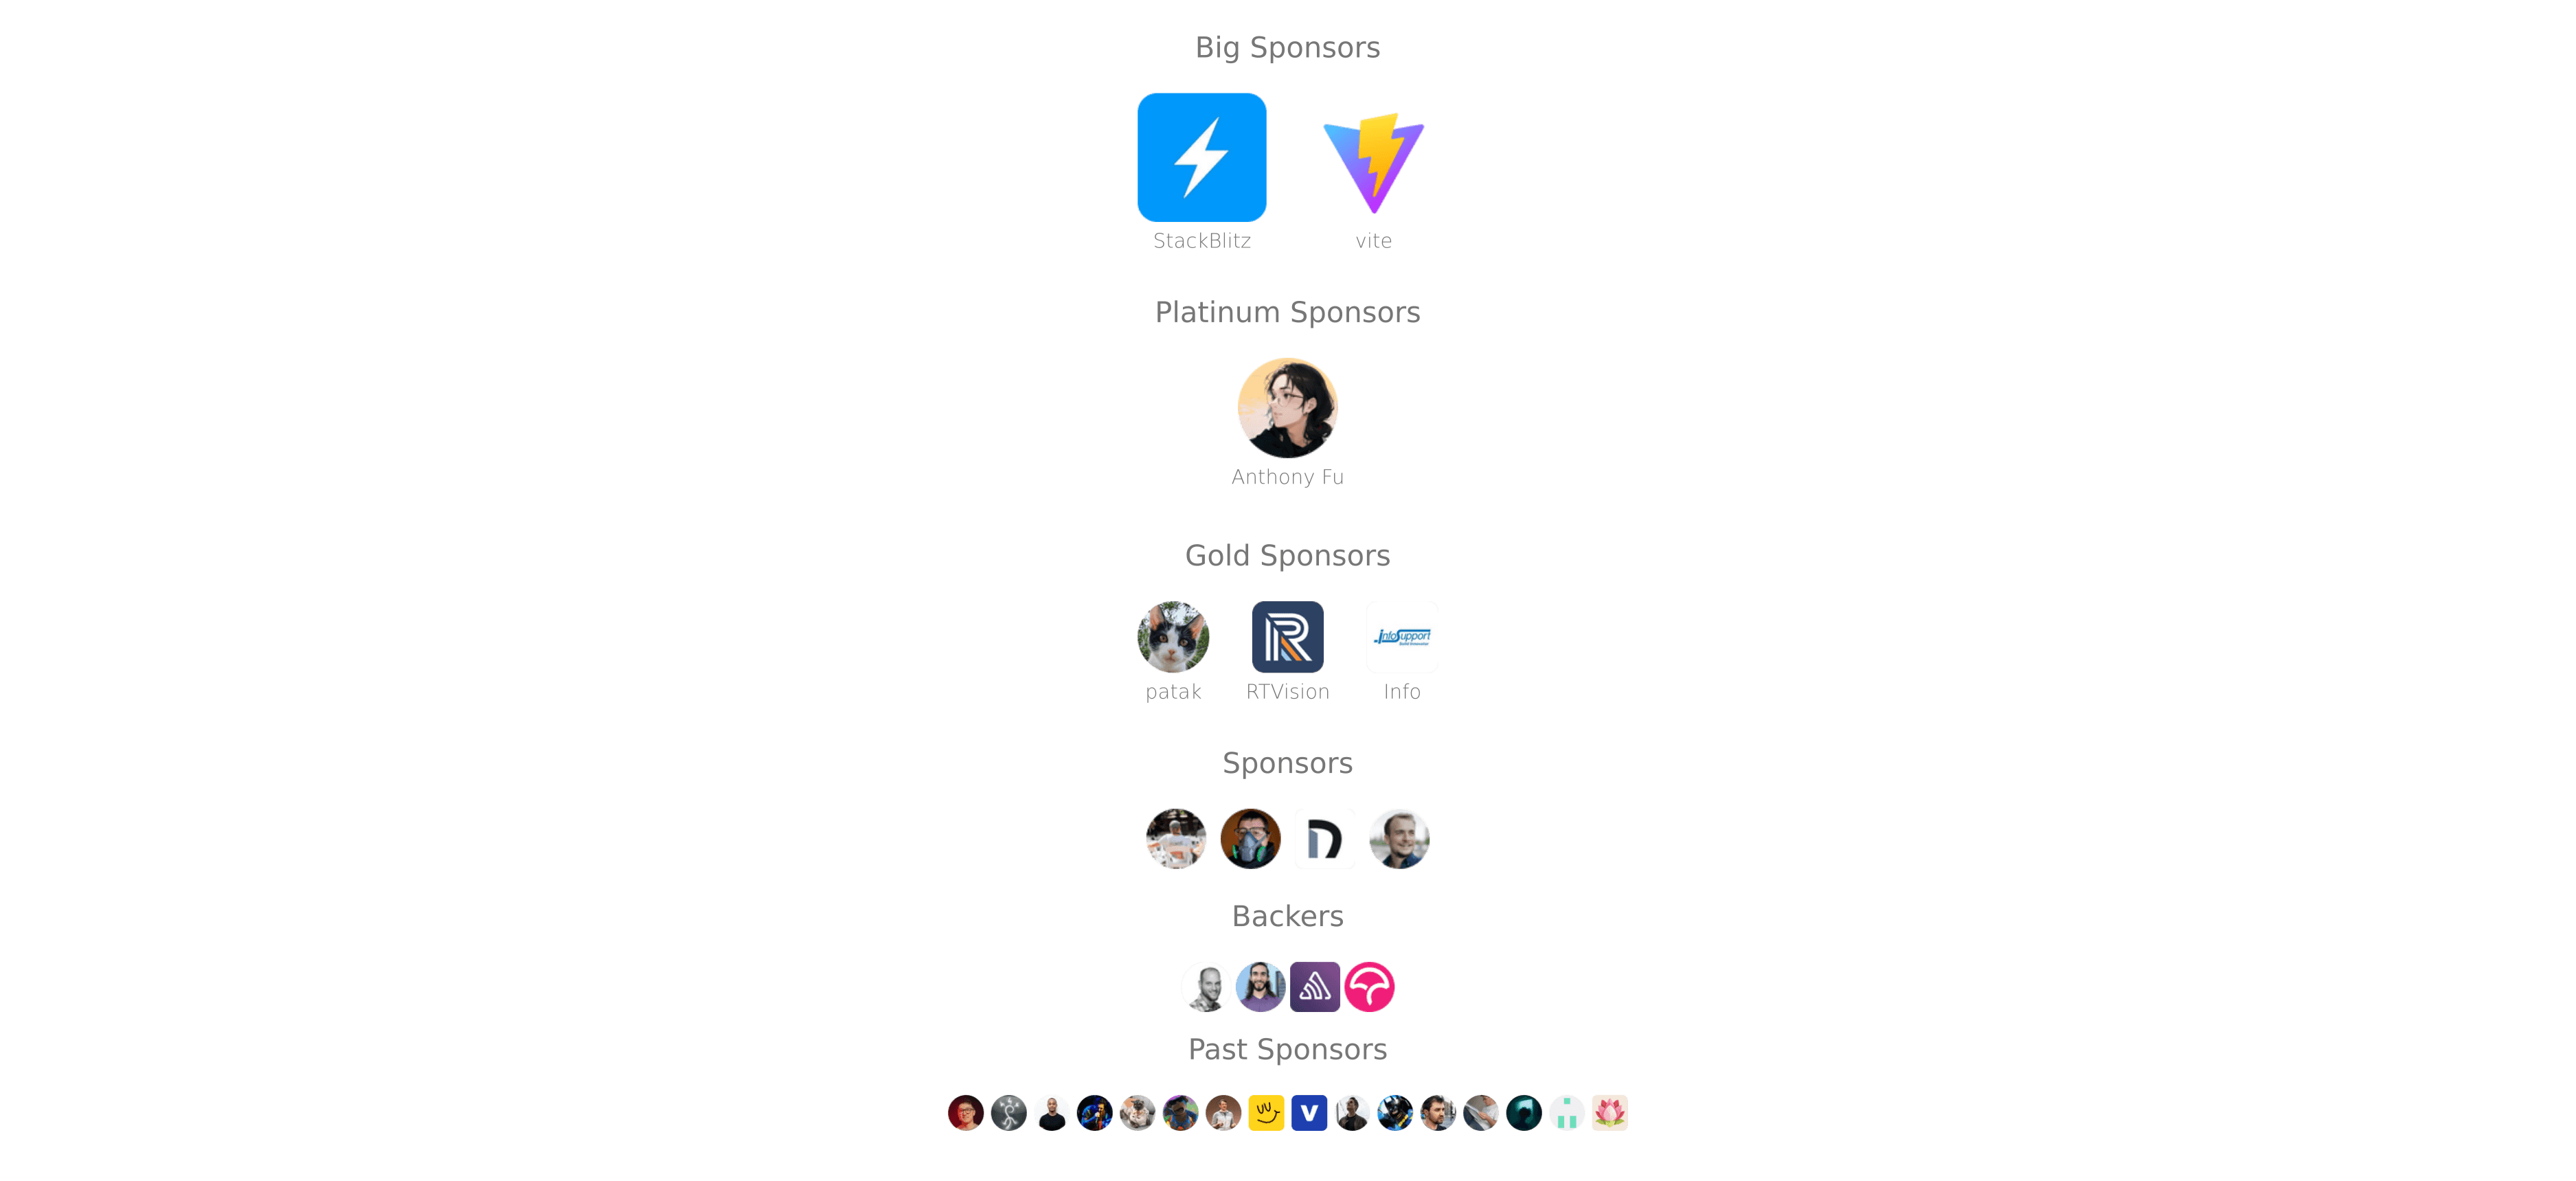 Big Sponsors
StackBlitz
vite
Platinum Sponsors
Anthony Fu
Gold Sponsors
infoSupport
patak
RTVision
Info
Sponsors
Backers
Past Sponsors